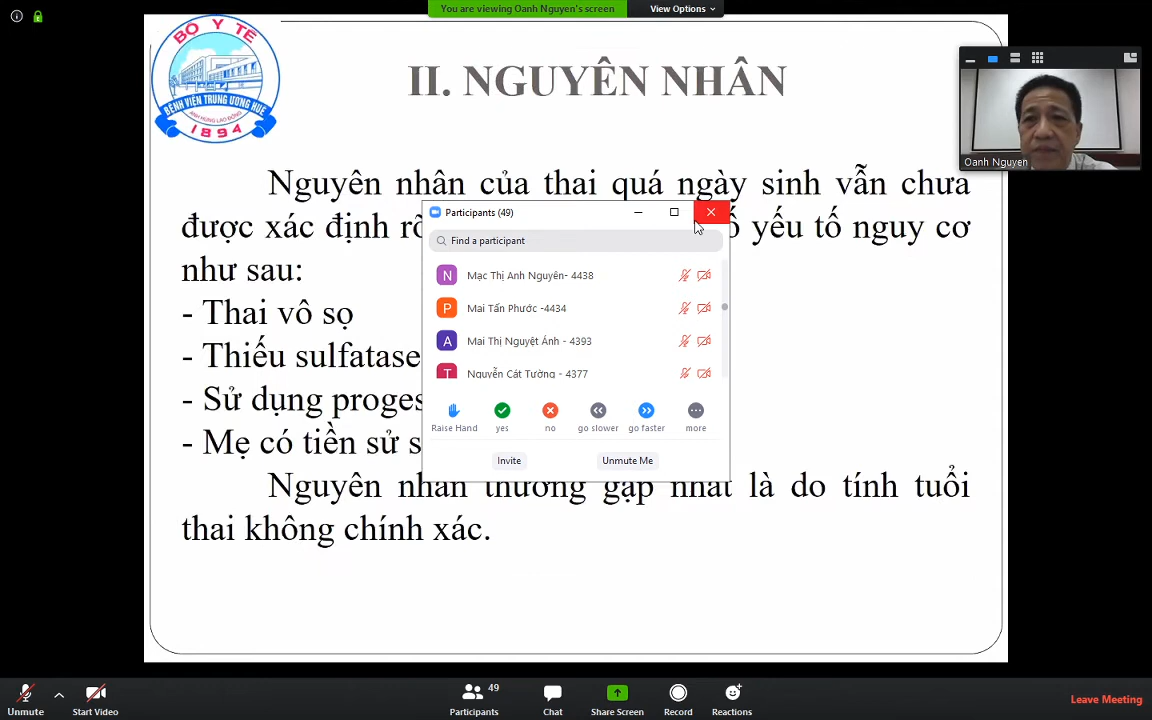 You are viewing Oanh Nguyen's screen
View Options
BỘ Y TẾ
BỆNH VIỆN TRUNG ƯƠNG HUẾ
ANH HÙNG LAO ĐỘNG
1894
II. NGUYÊN NHÂN
Oanh Nguyen
Nguyên nhân của thai quá ngày sinh vẫn chưa
được xác định rõ yếu tố nguy cơ
như sau:
- Thai vô sọ
- Thiếu sulfatase
- Sử dụng proges
- Mẹ có tiền sử s
Nguyên nhân thường gặp nhất là do tính tuổi
thai không chính xác.
Participants (49)
Find a participant
N Mạc Thị Anh Nguyên- 4438
P Mai Tấn Phước -4434
A Mai Thị Nguyệt Ánh - 4393
T Nguyễn Cát Tường - 4377
Raise Hand
yes
no
go slower
go faster
more
Invite
Unmute Me
Unmute
Start Video
49
Participants
Chat
Share Screen
Record
Reactions
Leave Meeting